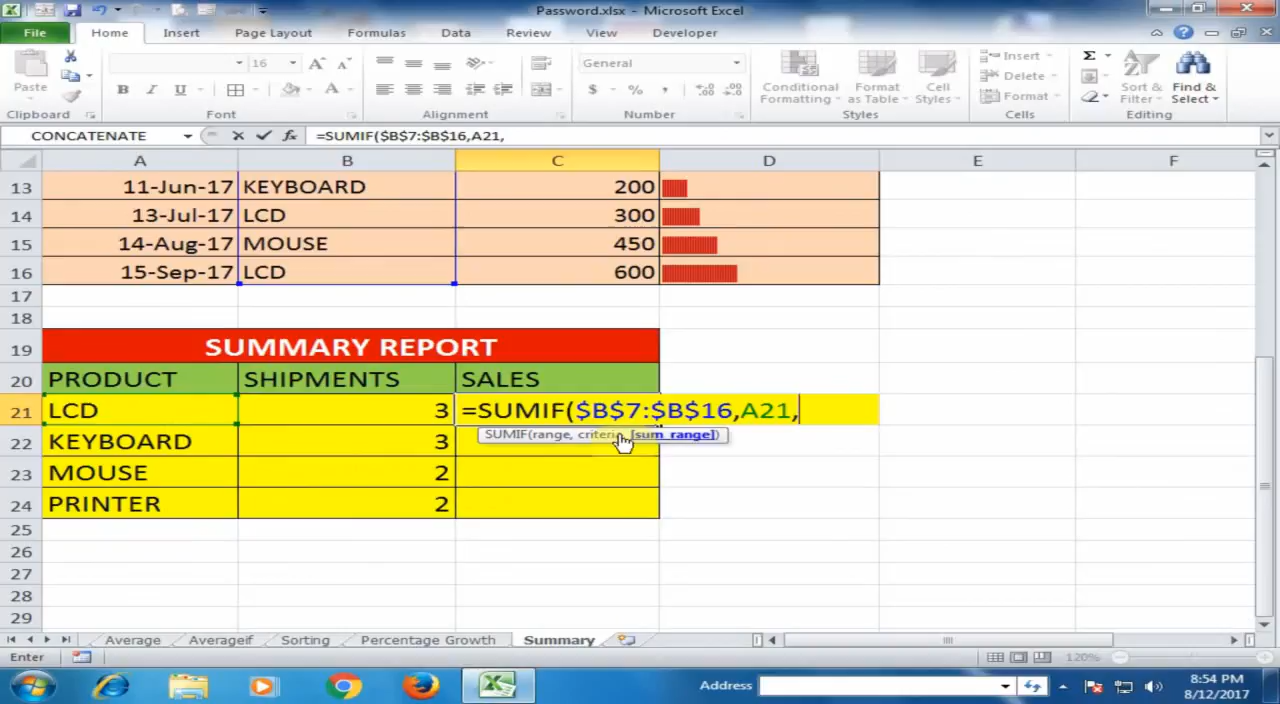 Password.xlsx - Microsoft Excel
File Home Insert Page Layout Formulas Data Review View Developer
Paste
Clipboard
16 A A
B I U A
Font
Alignment
General
$ % ,
Number
Conditional Formatting
Format as Table
Cell Styles
Styles
Insert
Delete
Format
Cells
Σ
Sort & Filter
Find & Select
Editing
CONCATENATE fx =SUMIF($B$7:$B$16,A21,
A B C D E F
13 11-Jun-17 KEYBOARD 200
14 13-Jul-17 LCD 300
15 14-Aug-17 MOUSE 450
16 15-Sep-17 LCD 600
17
18
19 SUMMARY REPORT
20 PRODUCT SHIPMENTS SALES
21 LCD 3 =SUMIF($B$7:$B$16,A21,
SUMIF(range, criteria, [sum_range])
22 KEYBOARD 3
23 MOUSE 2
24 PRINTER 2
25
26
27
28
29
Average Averageif Sorting Percentage Growth Summary
Enter 120%
Address 8:54 PM
8/12/2017